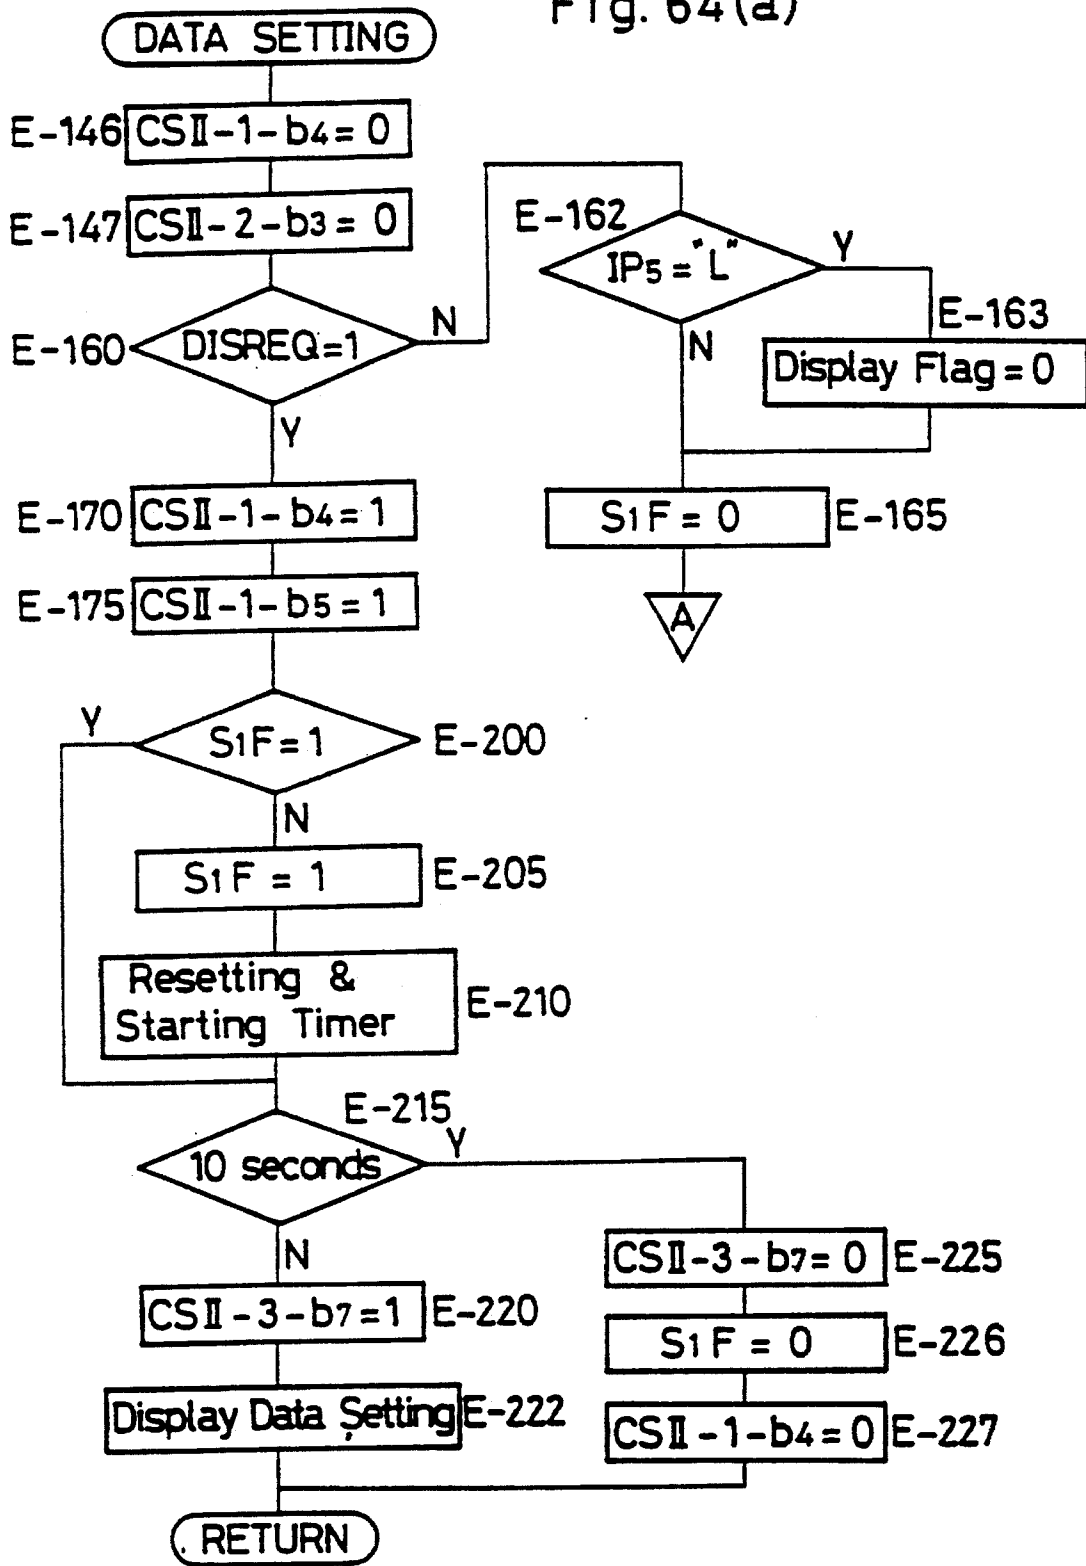 Fig. 64(a)
DATA SETTING
E-146 CSⅡ-1-b4=0
E-147 CSⅡ-2-b3=0
E-160 DISREQ=1
N
Y
E-162
IP5="L"
Y
N
E-163
Display Flag=0
S1F=0 E-165
A
E-170 CSⅡ-1-b4=1
E-175 CSⅡ-1-b5=1
Y
S1F=1 E-200
N
S1F=1 E-205
Resetting &
Starting Timer
E-210
E-215
10 seconds
Y
N
CSⅡ-3-b7=1 E-220
Display Data Setting E-222
CSⅡ-3-b7=0 E-225
S1F=0 E-226
CSⅡ-1-b4=0 E-227
RETURN